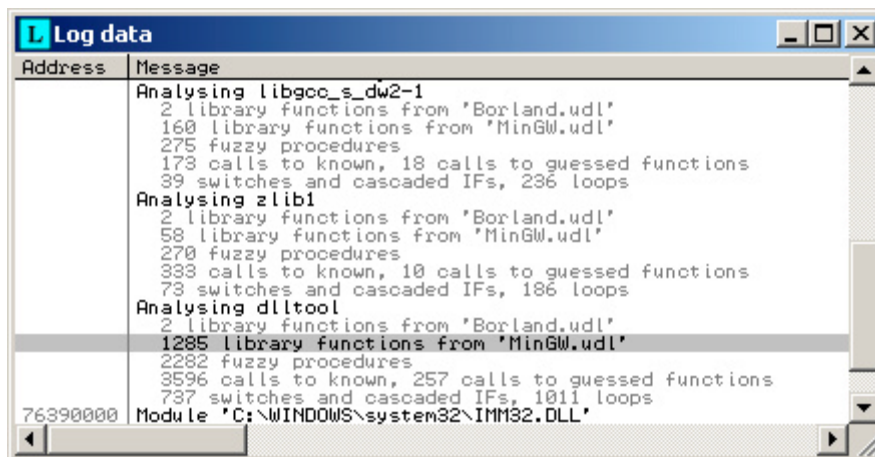 L Log data
Address Message
Analysing libgcc_s_dw2-1
2 library functions from 'Borland.udl'
160 library functions from 'MinGW.udl'
275 fuzzy procedures
173 calls to known, 18 calls to guessed functions
39 switches and cascaded IFs, 236 loops
Analysing zlib1
2 library functions from 'Borland.udl'
58 library functions from 'MinGW.udl'
270 fuzzy procedures
333 calls to known, 10 calls to guessed functions
73 switches and cascaded IFs, 186 loops
Analysing dlltool
2 library functions from 'Borland.udl'
1285 library functions from 'MinGW.udl'
2282 fuzzy procedures
3596 calls to known, 257 calls to guessed functions
737 switches and cascaded IFs, 1011 loops
76390000 Module 'C:\WINDOWS\system32\IMM32.DLL'